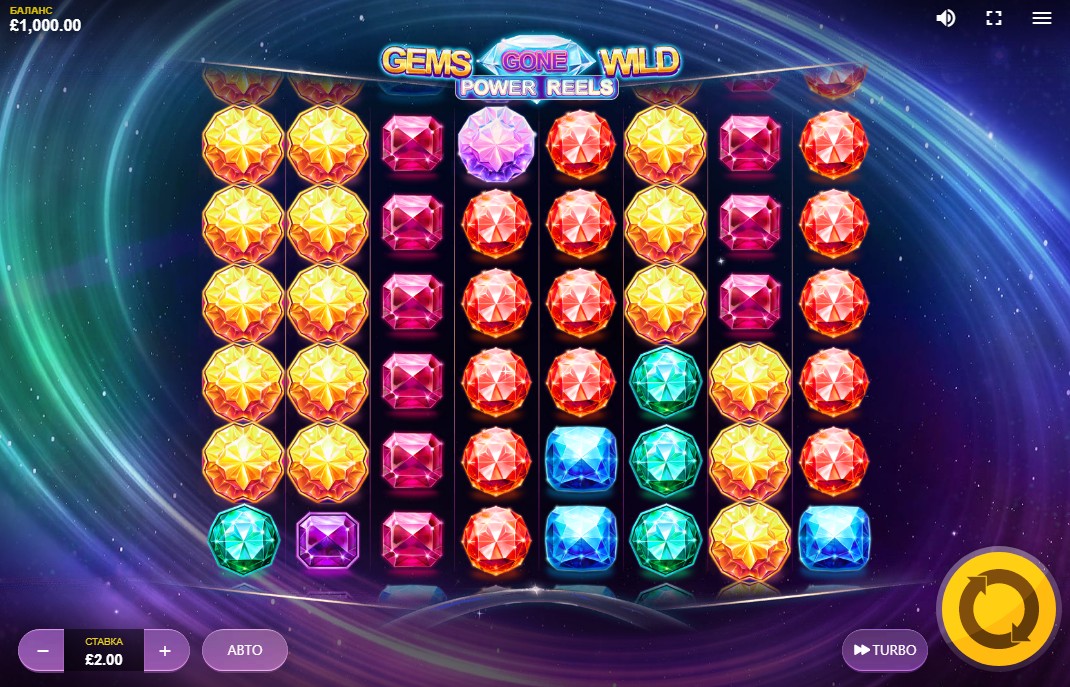 БАЛАНС
£1,000.00
GEMS GONE WILD
POWER REELS
СТАВКА
£2.00
АВТО
TURBO